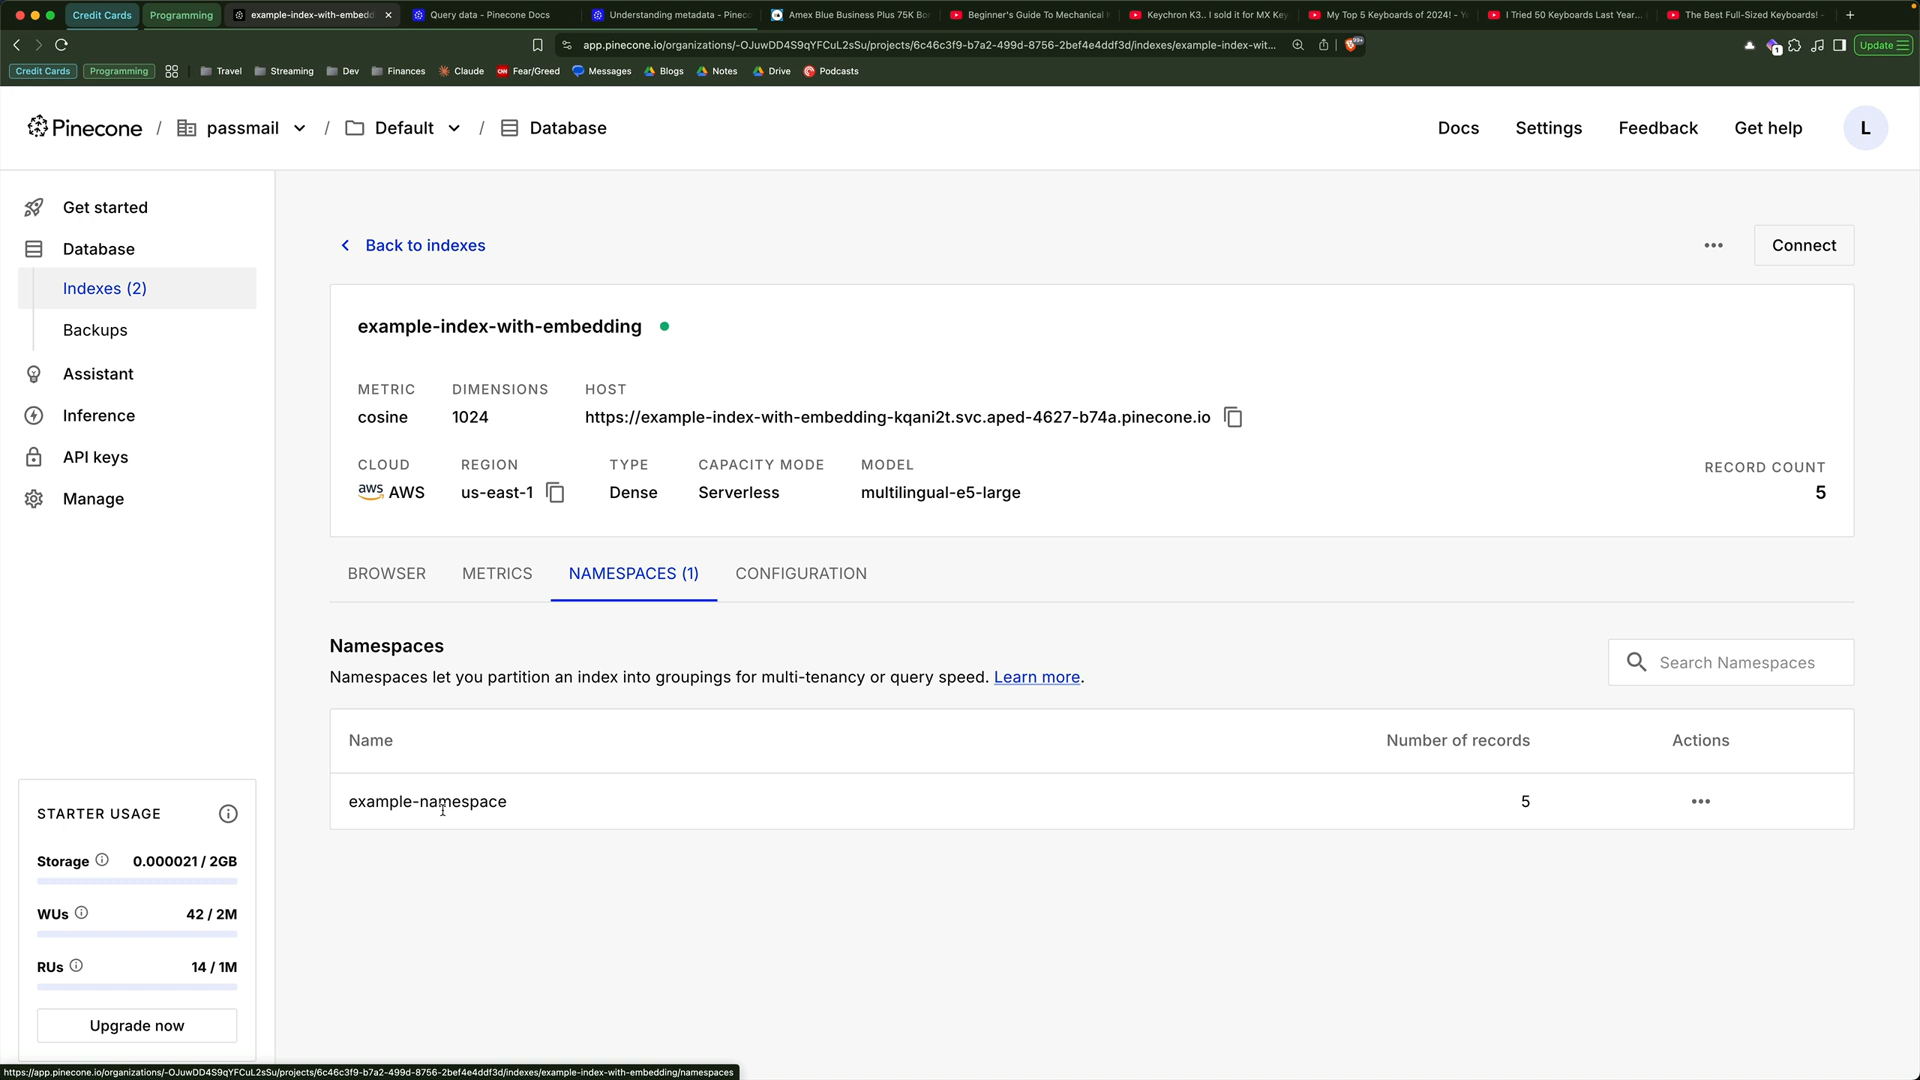 Credit Cards
Programming
example-index-with-embedd
Query data - Pinecone Docs
Understanding metadata - Pinec
Amex Blue Business Plus 75K Bo
Beginner's Guide To Mechanical
Keychron K3.. I sold it for MX Key
My Top 5 Keyboards of 2024! - Y
I Tried 50 Keyboards Last Year...
The Best Full-Sized Keyboards! -
app.pinecone.io/organizations/-OJuwDD4S9qYFCuL2sSu/projects/6c46c3f9-b7a2-499d-8756-2bef4e4ddf3d/indexes/example-index-wit...
99+
1
Update
Credit Cards
Programming
Travel
Streaming
Dev
Finances
Claude
Fear/Greed
Messages
Blogs
Notes
Drive
Podcasts
Pinecone / passmail / Default / Database
Docs
Settings
Feedback
Get help
L
Get started
Database
Indexes (2)
Backups
Assistant
Inference
API keys
Manage
Back to indexes
Connect
example-index-with-embedding
METRIC DIMENSIONS HOST
cosine 1024 https://example-index-with-embedding-kqani2t.svc.aped-4627-b74a.pinecone.io
CLOUD REGION TYPE CAPACITY MODE MODEL RECORD COUNT
aws AWS us-east-1 Dense Serverless multilingual-e5-large 5
BROWSER METRICS NAMESPACES (1) CONFIGURATION
Namespaces
Namespaces let you partition an index into groupings for multi-tenancy or query speed. Learn more.
Search Namespaces
Name Number of records Actions
example-namespace 5
STARTER USAGE
Storage 0.000021 / 2GB
WUs 42 / 2M
RUs 14 / 1M
Upgrade now
https://app.pinecone.io/organizations/-OJuwDD4S9qYFCuL2sSu/projects/6c46c3f9-b7a2-499d-8756-2bef4e4ddf3d/indexes/example-index-with-embedding/namespaces